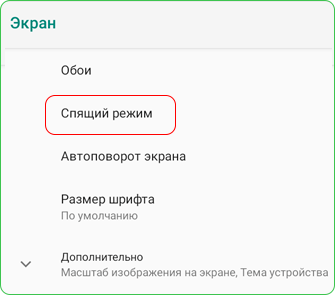 Экран
Обои
Спящий режим
Автоповорот экрана
Размер шрифта
По умолчанию
Дополнительно
Масштаб изображения на экране, Тема устройства